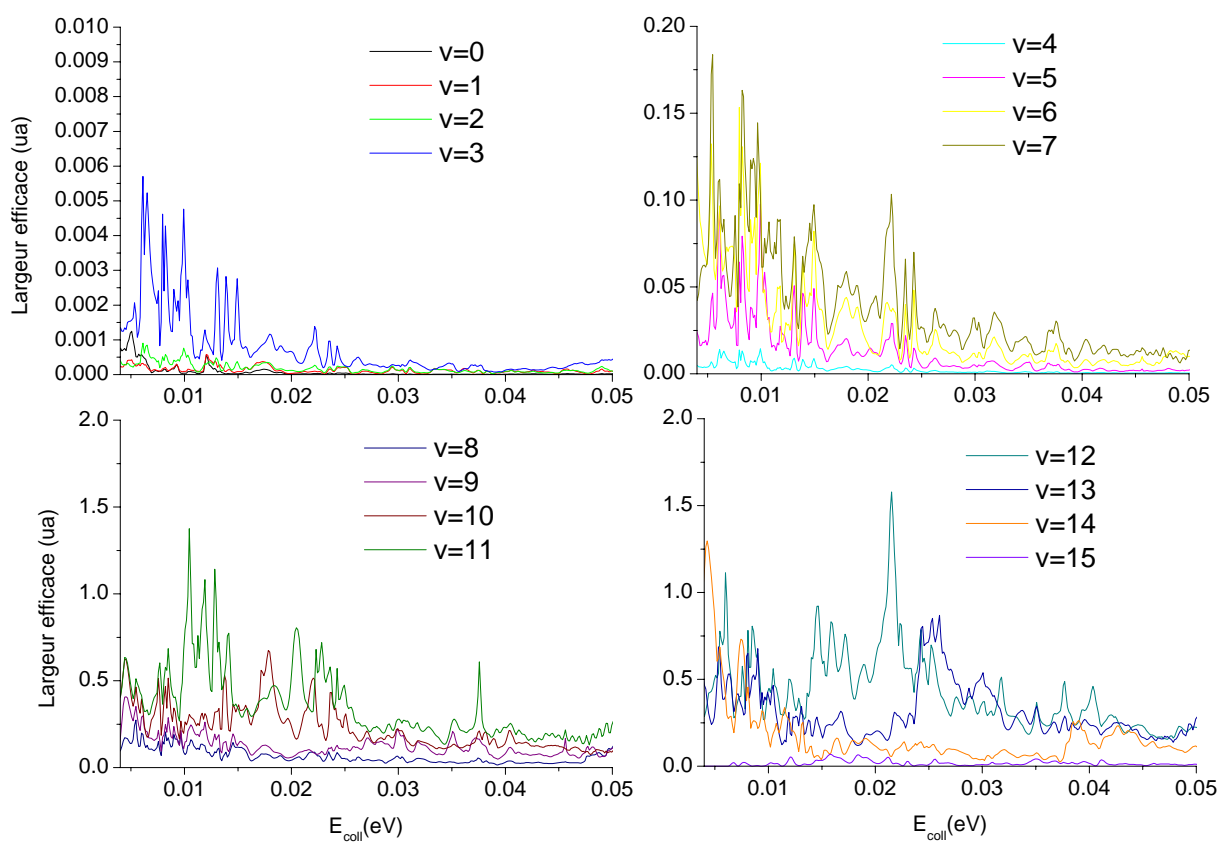 0.010
0.009
0.008
0.007
0.006
0.005
0.004
0.003
0.002
0.001
0.000
Largeur efficace (ua)
v=0
v=1
v=2
v=3
0.01 0.02 0.03 0.04 0.05
0.20
0.15
0.10
0.05
0.00
v=4
v=5
v=6
v=7
0.01 0.02 0.03 0.04 0.05
2.0
1.5
1.0
0.5
0.0
Largeur efficace (ua)
v=8
v=9
v=10
v=11
0.01 0.02 0.03 0.04 0.05
E_coll(eV)
2.0
1.5
1.0
0.5
0.0
v=12
v=13
v=14
v=15
0.01 0.02 0.03 0.04 0.05
E_coll(eV)